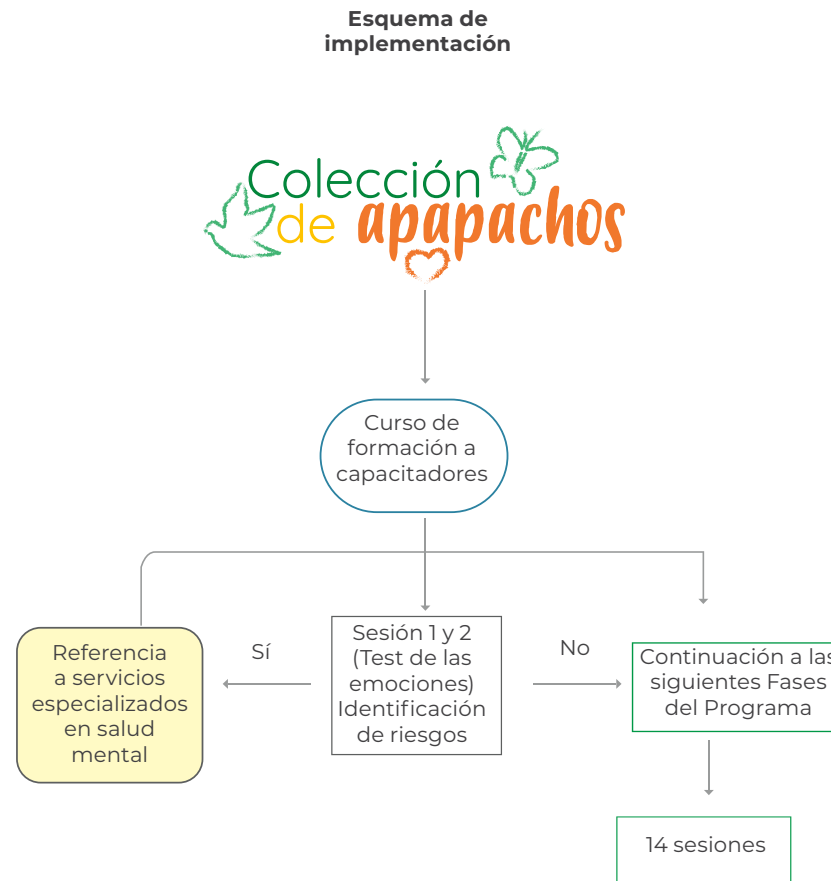 Esquema de
implementación
Colección
de apapachos
Curso de
formación a
capacitadores
Referencia
a servicios
especializados
en salud
mental
Sí
Sesión 1 y 2
(Test de las
emociones)
Identificación
de riesgos
No
Continuación a las
siguientes Fases
del Programa
14 sesiones